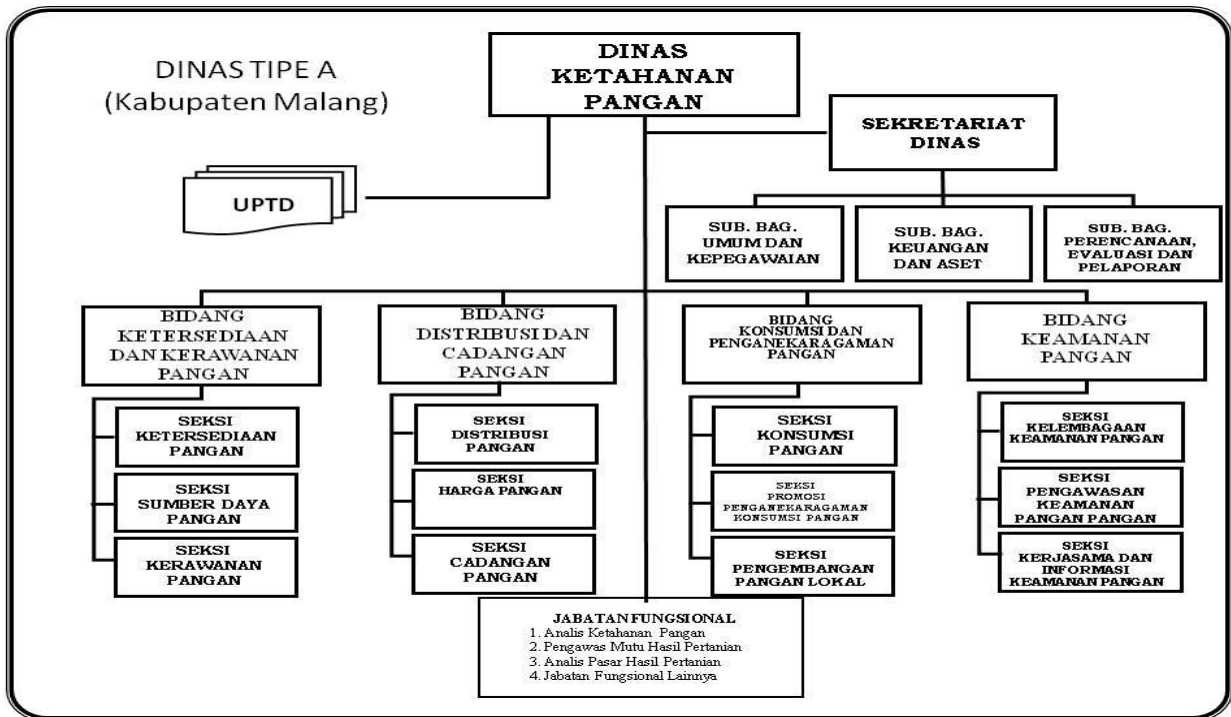 DINAS TIPE A
(Kabupaten Malang)
DINAS
KETAHANAN
PANGAN
SEKRETARIAT
DINAS
UPTD
SUB. BAG.
UMUM DAN
KEPEGAWAIAN
SUB. BAG.
KEUANGAN
DAN ASET
SUB. BAG.
PERENCANAAN,
EVALUASI DAN
PELAPORAN
BIDANG
KETERSEDIAAN
DAN KERAWANAN
PANGAN
BIDANG
DISTRIBUSI DAN
CADANGAN
PANGAN
BIDANG
KONSUMSI DAN
PENGANEKARAGAMAN
PANGAN
BIDANG
KEAMANAN
PANGAN
SEKSI
KETERSEDIAAN
PANGAN
SEKSI
SUMBER DAYA
PANGAN
SEKSI
KERAWANAN
PANGAN
SEKSI
DISTRIBUSI
PANGAN
SEKSI
HARGA PANGAN
SEKSI
CADANGAN
PANGAN
SEKSI
KONSUMSI
PANGAN
SEKSI
PROMOSI
PENGANEKARAGAMAN
KONSUMSI PANGAN
SEKSI
PENGEMBANGAN
PANGAN LOKAL
SEKSI
KELEMBAGAAN
KEAMANAN PANGAN
SEKSI
PENGAWASAN
KEAMANAN
PANGAN PANGAN
SEKSI
KERJASAMA DAN
INFORMASI
KEAMANAN PANGAN
JABATAN FUNGSIONAL
1. Analis Ketahanan Pangan
2. Pengawas Mutu Hasil Pertanian
3. Analis Pasar Hasil Pertanian
4. Jabatan Fungsional Lainnya